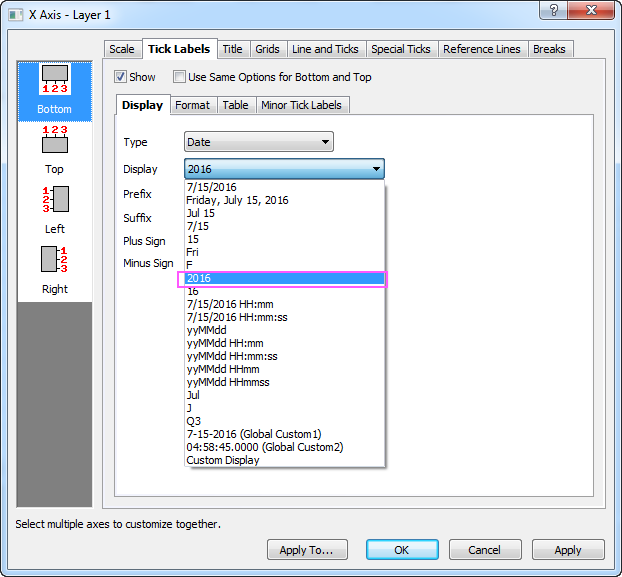 X Axis - Layer 1
?
Scale Tick Labels Title Grids Line and Ticks Special Ticks Reference Lines Breaks
Show Use Same Options for Bottom and Top
1 2 3
Bottom
1 2 3
Top
1
2
3
Left
1
2
3
Right
Display Format Table Minor Tick Labels
Type Date
Display 2016
Prefix
Suffix
Plus Sign
Minus Sign
7/15/2016
Friday, July 15, 2016
Jul 15
7/15
15
Fri
F
2016
16
7/15/2016 HH:mm
7/15/2016 HH:mm:ss
yyMMdd
yyMMdd HH:mm
yyMMdd HH:mm:ss
yyMMdd HHmm
yyMMdd HHmmss
Jul
J
Q3
7-15-2016 (Global Custom1)
04:58:45.0000 (Global Custom2)
Custom Display
Select multiple axes to customize together.
Apply To... OK Cancel Apply